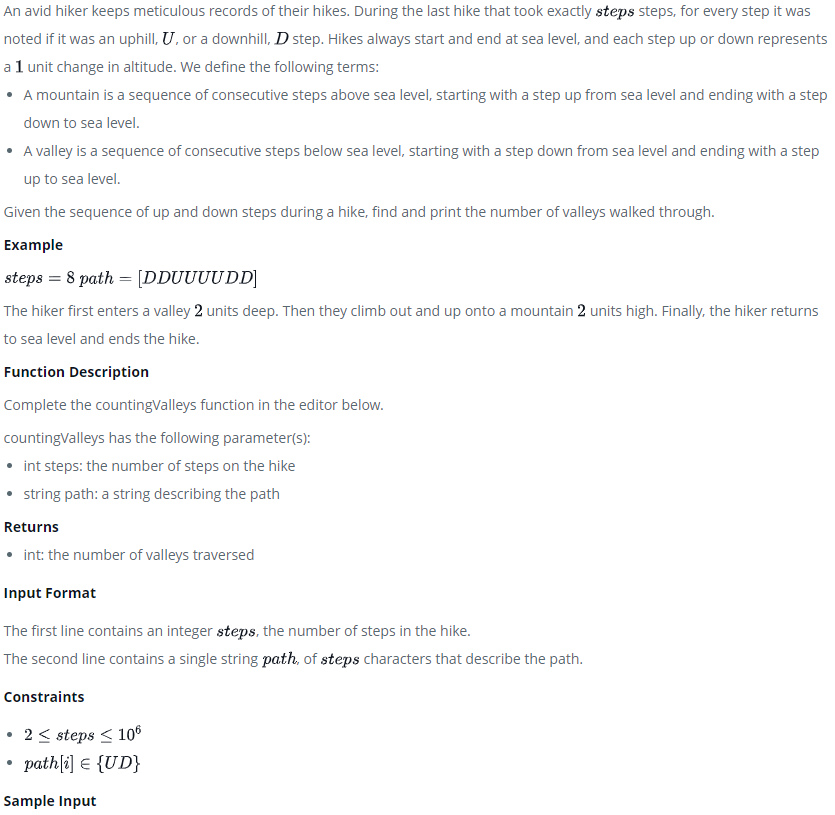 An avid hiker keeps meticulous records of their hikes. During the last hike that took exactly steps steps, for every step it was
noted if it was an uphill, U, or a downhill, D step. Hikes always start and end at sea level, and each step up or down represents
a 1 unit change in altitude. We define the following terms:
• A mountain is a sequence of consecutive steps above sea level, starting with a step up from sea level and ending with a step
down to sea level.
• A valley is a sequence of consecutive steps below sea level, starting with a step down from sea level and ending with a step
up to sea level.
Given the sequence of up and down steps during a hike, find and print the number of valleys walked through.
Example
steps = 8 path = [DDUUUUDD]
The hiker first enters a valley 2 units deep. Then they climb out and up onto a mountain 2 units high. Finally, the hiker returns
to sea level and ends the hike.
Function Description
Complete the countingValleys function in the editor below.
countingValleys has the following parameter(s):
• int steps: the number of steps on the hike
• string path: a string describing the path
Returns
• int: the number of valleys traversed
Input Format
The first line contains an integer steps, the number of steps in the hike.
The second line contains a single string path, of steps characters that describe the path.
Constraints
• 2 ≤ steps ≤ 10⁶
• path[i] ∈ {UD}
Sample Input